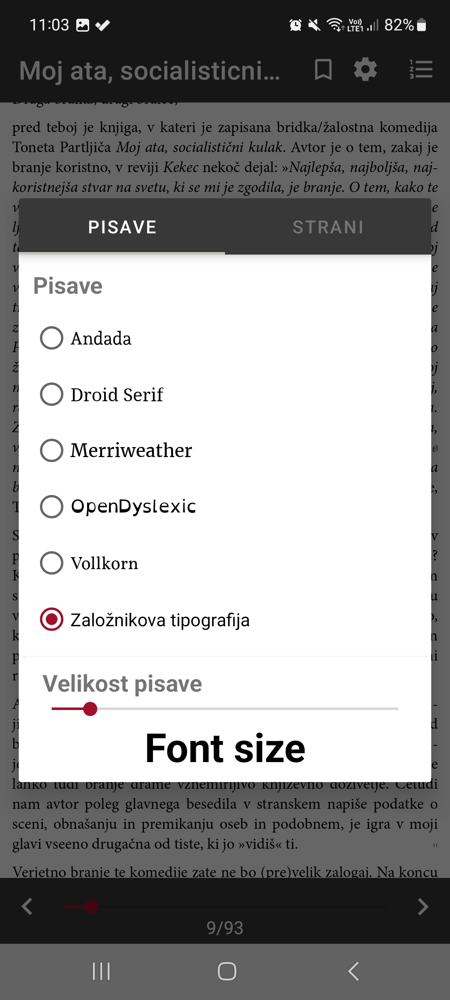 11:03 Vo)) LTE1 82%
Moj ata, socialisticni...
pred teboj je knjiga, v kateri je zapisana bridka/žalostna komedija
Toneta Partljiča Moj ata, socialistični kulak. Avtor je o tem, zakaj je
branje koristno, v reviji Kekec nekoč dejal: »Najlepša, najboljša, naj-
koristnejša stvar na svetu, ki se mi je zgodila, je branje. O tem, kako te
PISAVE STRANI
Pisave
Andada
Droid Serif
Merriweather
OpenDyslexic
Vollkorn
Založnikova tipografija
Velikost pisave
Font size
lahko tudi branje drame vznemirljivo književno doživetje. Četudi
nam avtor poleg glavnega besedila v stranskem napiše podatke o
sceni, obnašanju in premikanju oseb in podobnem, je igra v moji
glavi vseeno drugačna od tiste, ki jo »vidiš« ti.
11
Verjetno branje te komedije zate ne bo (pre)velik zalogaj. Na koncu
9/93